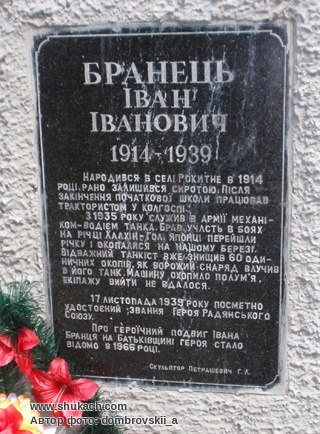 БРАНЕЦЬ
ІВАН
ІВАНОВИЧ
1914-1939
НАРОДИВСЯ В СЕЛІ РОКИТНЕ В 1914
РОЦІ. РАНО ЗАЛИШИВСЯ СИРОТОЮ. ПІСЛЯ
ЗАКІНЧЕННЯ ПОЧАТКОВОЇ ШКОЛИ ПРАЦЮВАВ
ТРАКТОРИСТОМ У КОЛГОСПІ.
З 1935 РОКУ СЛУЖИВ В АРМІЇ МЕХАНІ-
КОМ-ВОДІЄМ ТАНКА. БРАВ УЧАСТЬ В БОЯХ
НА РІЧЦІ ХАЛХІН-ГОЛ. ЯПОНЦІ ПЕРЕЙШЛИ
РІЧКУ І ОКОПАЛИСЯ НА НАШОМУ БЕРЕЗІ.
ВІДВАЖНИЙ ТАНКІСТ ВЖЕ ЗНИЩИВ 60 ОДИ-
НИЧНИХ ОКОПІВ, ЯК ВОРОЖИЙ СНАРЯД ВЛУЧИВ
В ЙОГО ТАНК. МАШИНУ ОХОПИЛО ПОЛУМ'Я.
ЕКІПАЖУ ВИЙТИ НЕ ВДАЛОСЯ.
17 ЛИСТОПАДА 1939 РОКУ ПОСМЕТНО
УДОСТОЄНИЙ ЗВАННЯ ГЕРОЯ РАДЯНСЬКОГО
СОЮЗУ.
ПРО ГЕРОЇЧНИЙ ПОДВИГ ІВАНА
БРАНЦЯ НА БАТЬКІВЩИНІ ГЕРОЯ СТАЛО
ВІДОМО В 1966 РОЦІ.
СКУЛЬПТОР ПЕТРАШЕВИЧ Г. Л.
www.shukach.com
Автор фото: dombrovskii_a